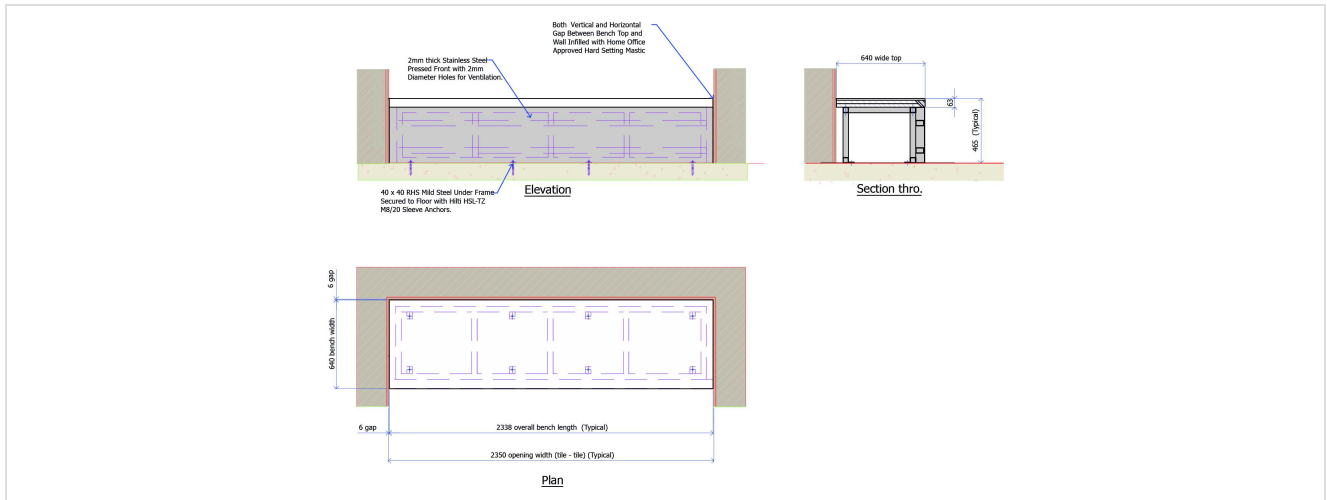 Both Vertical and Horizontal
Gap Between Bench Top and
Wall Infilled with Home Office
Approved Hard Setting Mastic
2mm thick Stainless Steel
Pressed Front with 2mm
Diameter Holes for Ventilation.
40 x 40 RHS Mild Steel Under Frame
Secured to Floor with Hilti HSL-TZ
M8/20 Sleeve Anchors.
Elevation
640 wide top
63
465 (Typical)
Section thro.
6 gap
640 bench width
6 gap
2338 overall bench length (Typical)
2350 opening width (tile - tile) (Typical)
Plan